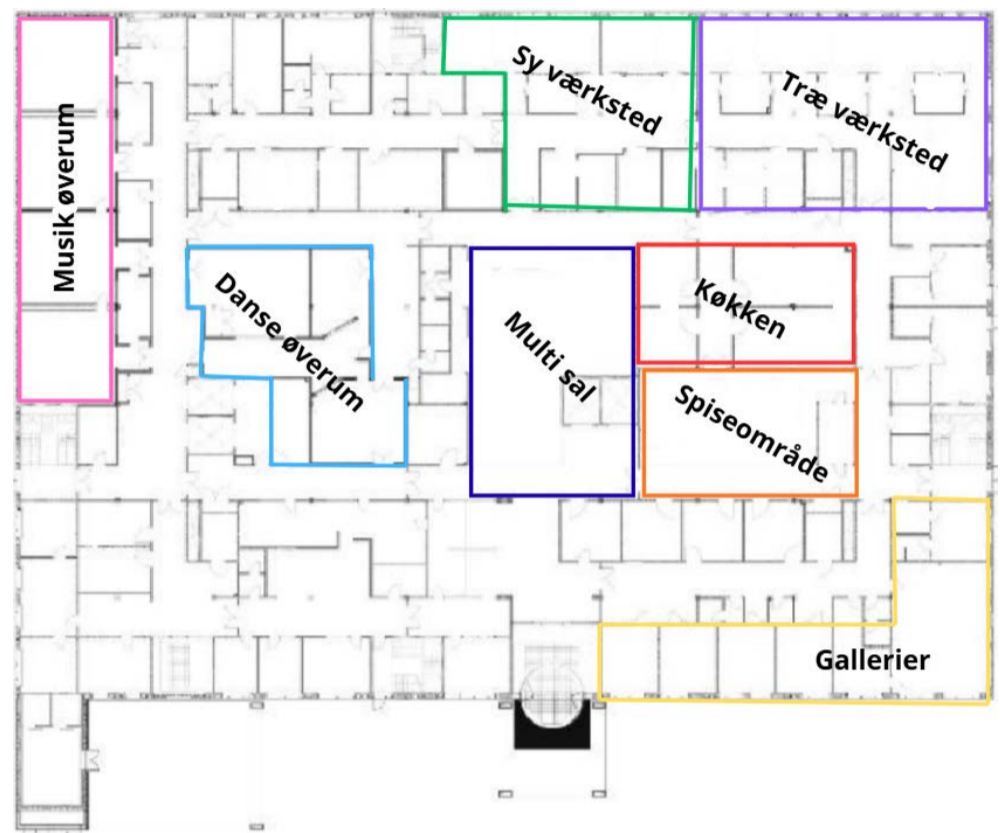 Musik øverum
Sy værksted
Træ værksted
Danse øverum
Multi sal
Køkken
Spiseområde
Gallerier